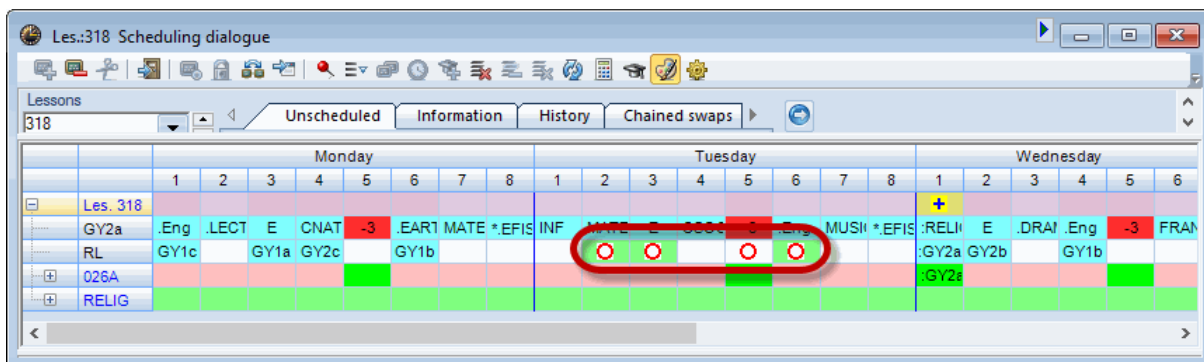 Les.:318 Scheduling dialogue
Lessons
318
Unscheduled Information History Chained swaps
Monday Tuesday Wednesday
1 2 3 4 5 6 7 8 1 2 3 4 5 6 7 8 1 2 3 4 5 6
Les. 318 +
GY2a .Eng .LECT E CNAT -3 .EART MATE *.EFIS INF MATE E .Eng MUSI *.EFIS :RELI E .DRAM .Eng -3 FRAN
RL GY1c GY1a GY2c GY1b :GY2a GY2b GY1b
026A :GY2a
RELIG